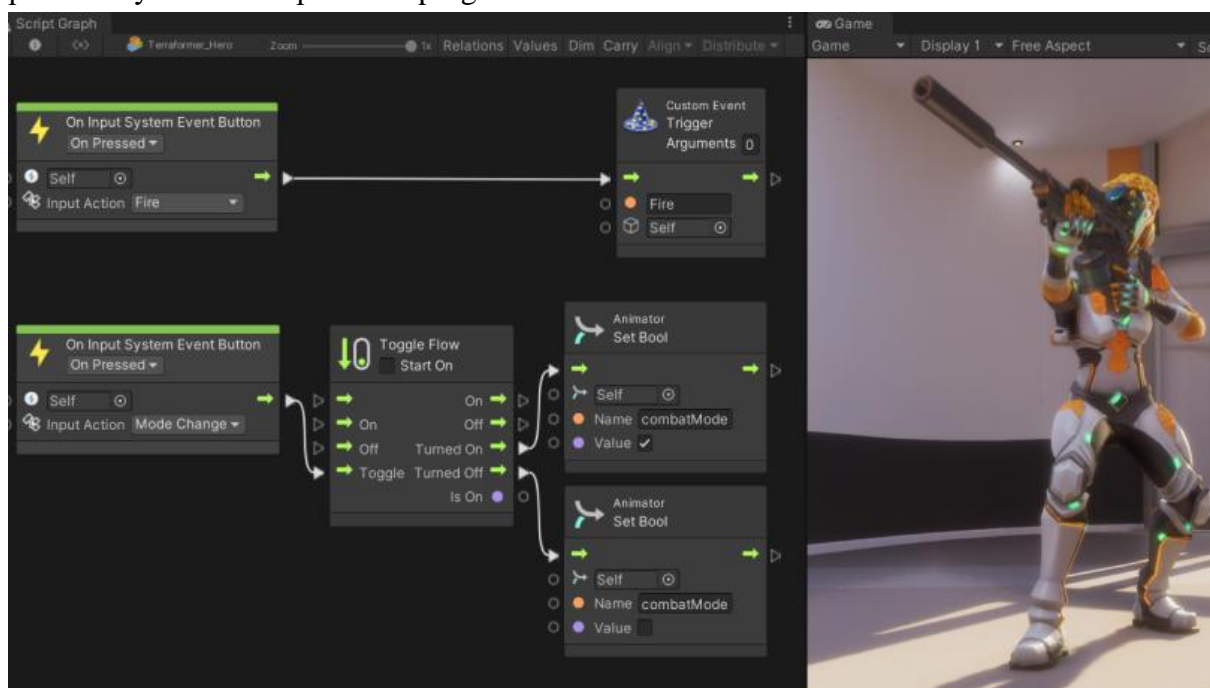 Script Graph
Terraformer_Hero Zoom 1x Relations Values Dim Carry Align Distribute
On Input System Event Button
On Pressed
Self
Input Action Fire
Custom Event
Trigger
Arguments 0
Fire
Self
On Input System Event Button
On Pressed
Self
Input Action Mode Change
Toggle Flow
Start On
On
On Off
Off Turned On
Toggle Turned Off
Is On
Animator
Set Bool
Self
Name combatMode
Value
Animator
Set Bool
Self
Name combatMode
Value
Game
Game Display 1 Free Aspect